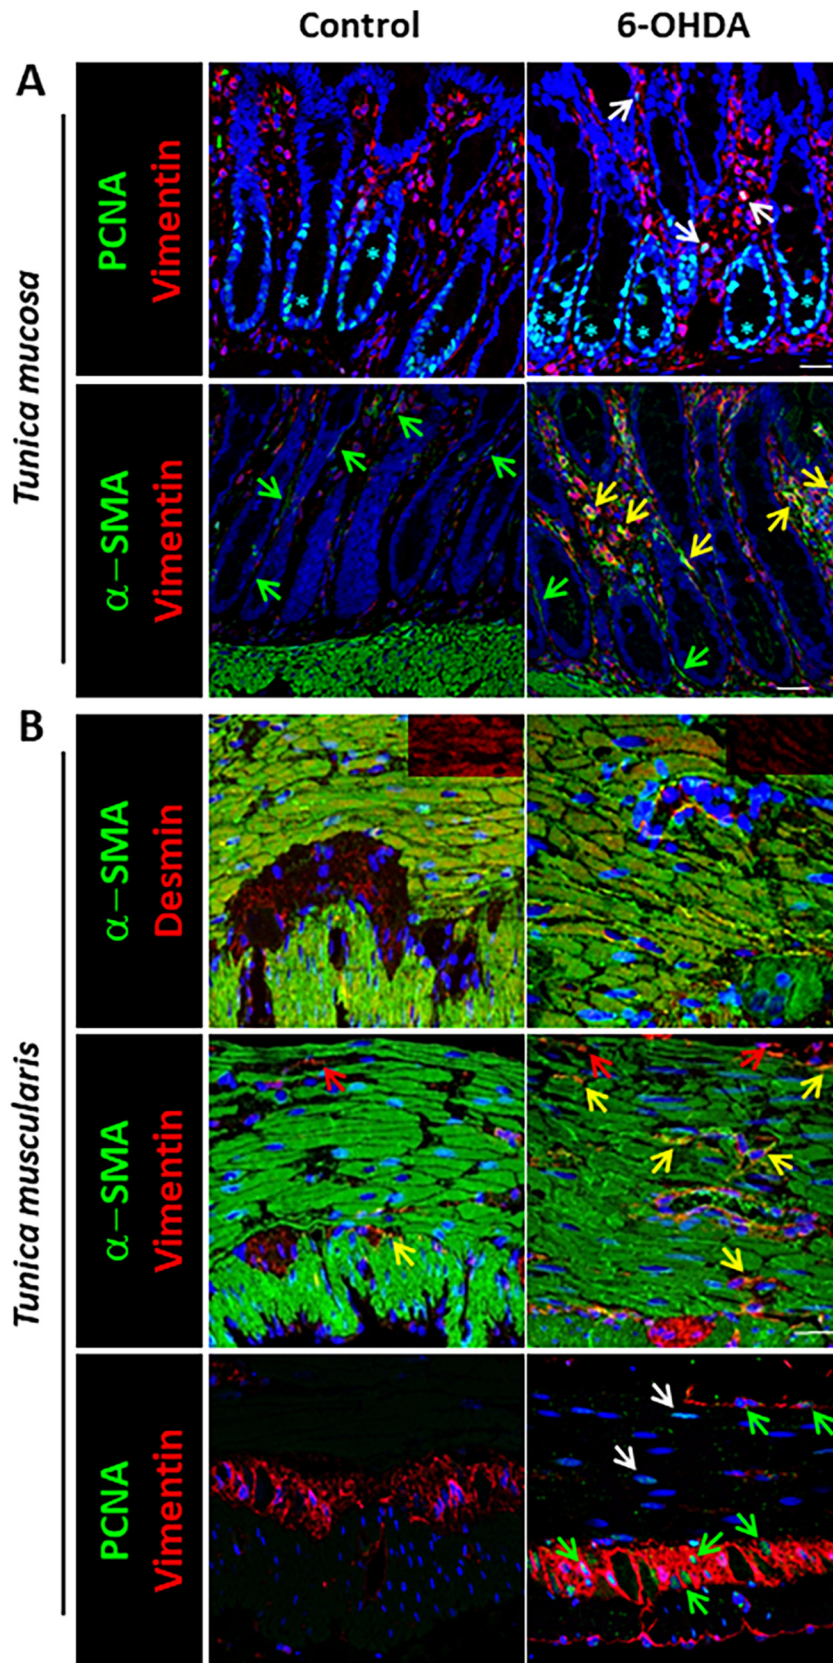 Control 6-OHDA
A
Tunica mucosa
PCNA
Vimentin
α−SMA
Vimentin
B
Tunica muscularis
α−SMA
Desmin
α−SMA
Vimentin
PCNA
Vimentin